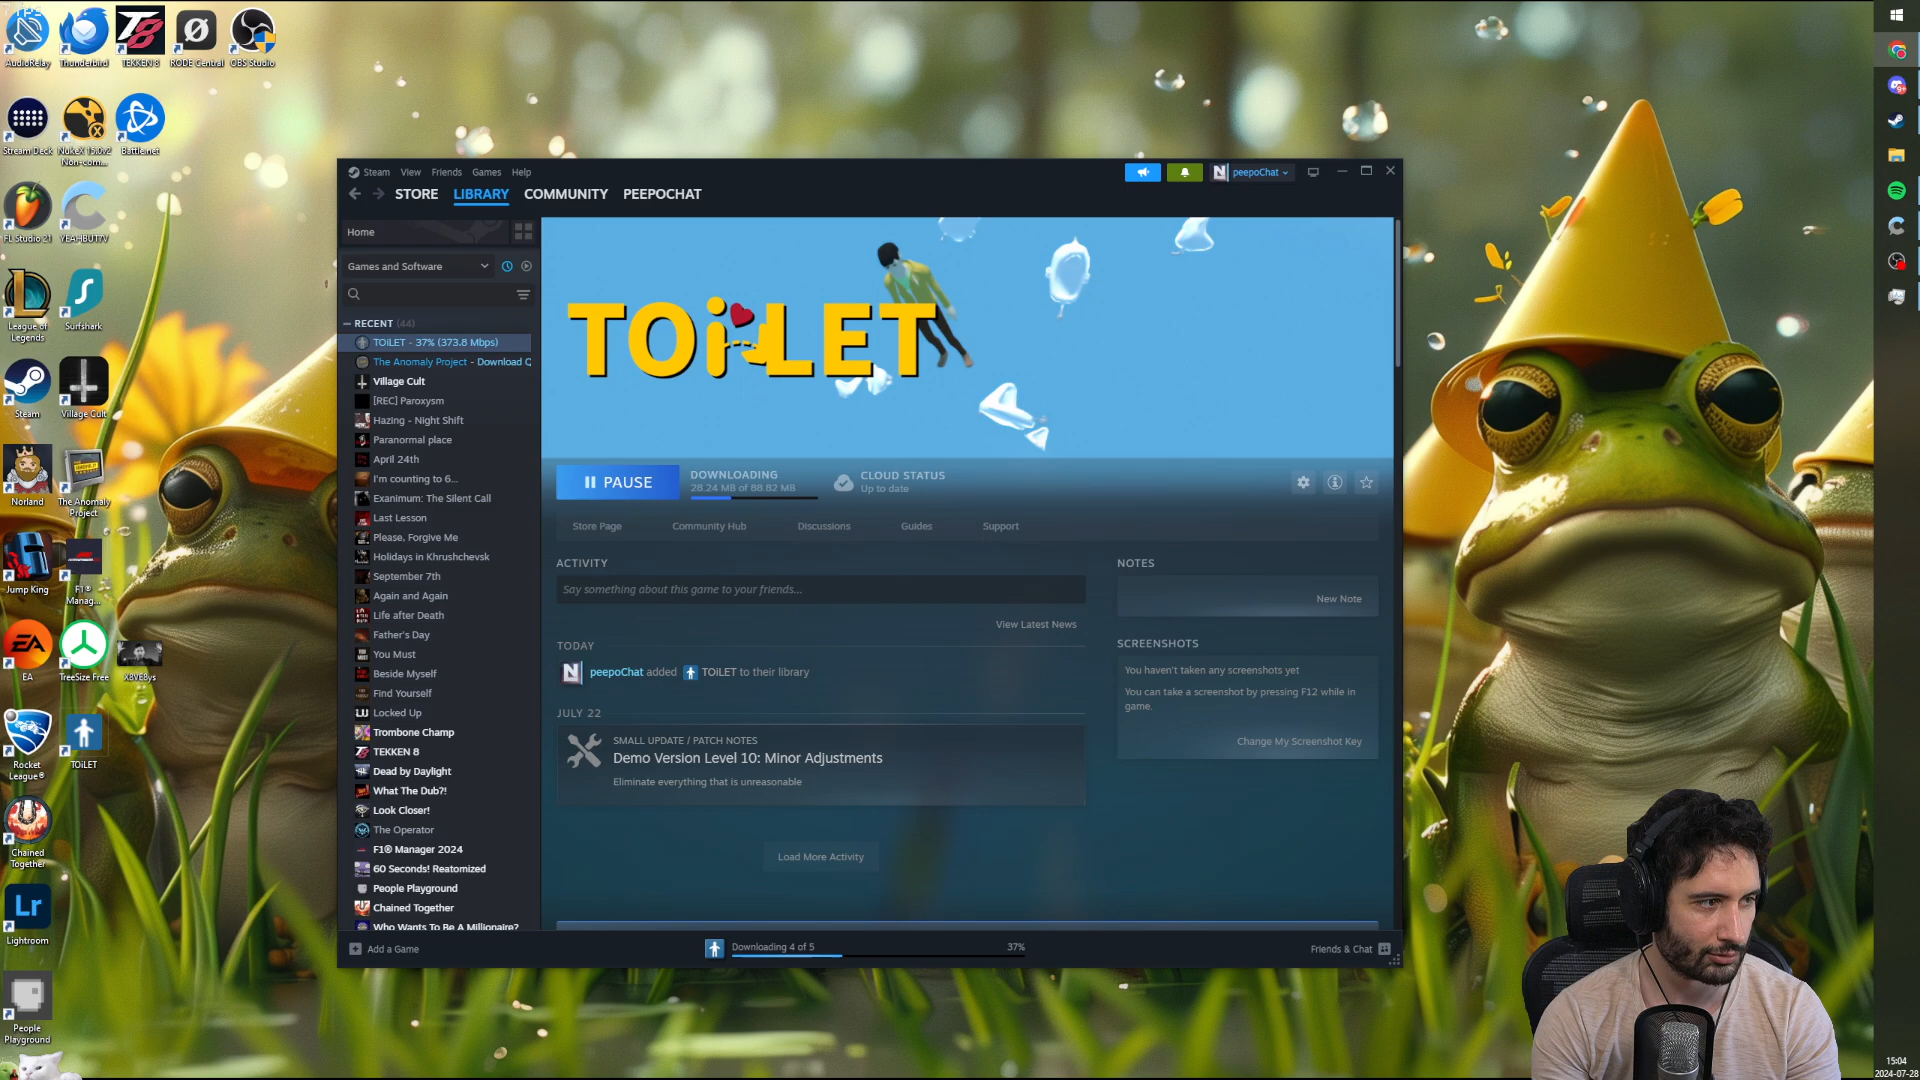 AudioRelay
Thunderbird
TEKKEN 8
RODE Central
OBS Studio
Stream Deck
NukeX 15.0v2
Non-com...
Battle.net
FL Studio 21
YEAHBUT7V
League of
Legends
Surfshark
Steam
Village Cult
Norland
The Anomaly
Project
Jump King
F1®
Manag...
EA
TreeSize Free
X8VE8ys
Rocket
League®
TOiLET
Chained
Together
Lr
Lightroom
People
Playground
Steam
View
Friends
Games
Help
peepoChat
STORE
LIBRARY
COMMUNITY
PEEPOCHAT
Home
Games and Software
RECENT (44)
TOiLET - 37% (373.8 Mbps)
The Anomaly Project - Download Q
Village Cult
[REC] Paroxysm
Hazing - Night Shift
Paranormal place
April 24th
I'm counting to 6...
Exanimum: The Silent Call
Last Lesson
Please, Forgive Me
Holidays in Khrushchevsk
September 7th
Again and Again
Life after Death
Father's Day
You Must
Beside Myself
Find Yourself
Locked Up
Trombone Champ
TEKKEN 8
Dead by Daylight
What The Dub?!
Look Closer!
The Operator
F1® Manager 2024
60 Seconds! Reatomized
People Playground
Chained Together
Who Wants To Be A Millionaire?
Add a Game
TOiLET
PAUSE
DOWNLOADING
28.24 MB of 88.82 MB
CLOUD STATUS
Up to date
Store Page
Community Hub
Discussions
Guides
Support
ACTIVITY
Say something about this game to your friends...
View Latest News
TODAY
peepoChat added TOiLET to their library
JULY 22
SMALL UPDATE / PATCH NOTES
Demo Version Level 10: Minor Adjustments
Eliminate everything that is unreasonable
Load More Activity
NOTES
New Note
SCREENSHOTS
You haven't taken any screenshots yet
You can take a screenshot by pressing F12 while in
game.
Change My Screenshot Key
Downloading 4 of 5
37%
Friends & Chat
15:04
2024-07-28